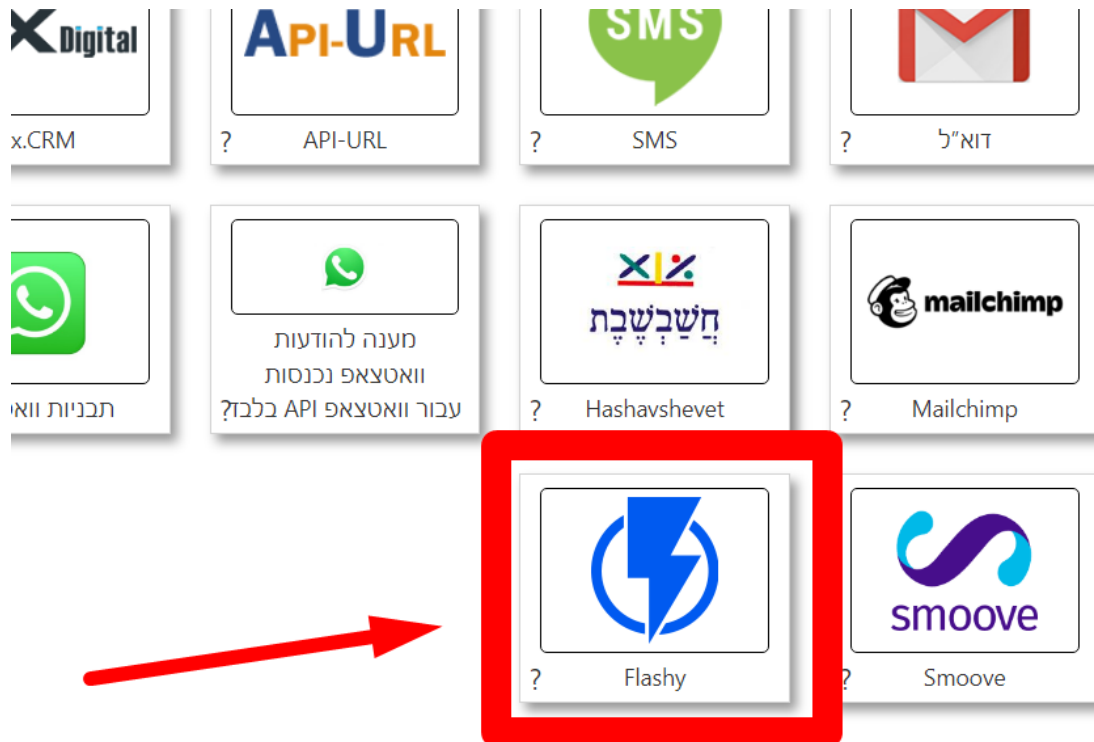 Digital
API-URL
SMS
x.CRM
?
API-URL
?
SMS
?
דוא"ל
?
מענה להודעות
וואטצאפ נכנסות
עבור וואטצאפ API בלבד?
חֲשַׁבְשֶׁבֶת
mailchimp
תבניות
Hashavshevet
?
Mailchimp
?
smoove
Flashy
?
Smoove
?